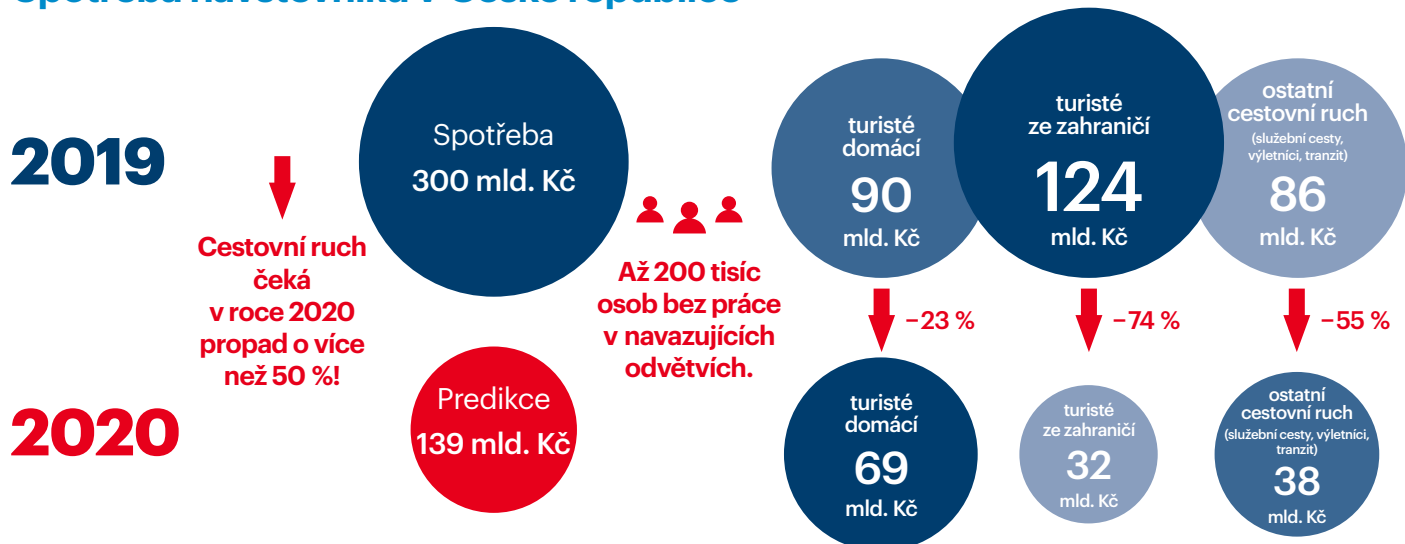 2019
Cestovní ruch
čeká
v roce 2020
propad o více
než 50 %!
2020
Spotřeba
300 mld. Kč
Predikce
139 mld. Kč
Až 200 tisíc
osob bez práce
v navazujících
odvětvích.
turisté
domácí
90
mld. Kč
turisté
ze zahraničí
124
mld. Kč
ostatní
cestovní ruch
(služební cesty,
výletníci, tranzit)
86
mld. Kč
–23 %
–74 %
–55 %
turisté
domácí
69
mld. Kč
turisté
ze zahraničí
32
mld. Kč
ostatní
cestovní ruch
(služební cesty, výletníci,
tranzit)
38
mld. Kč